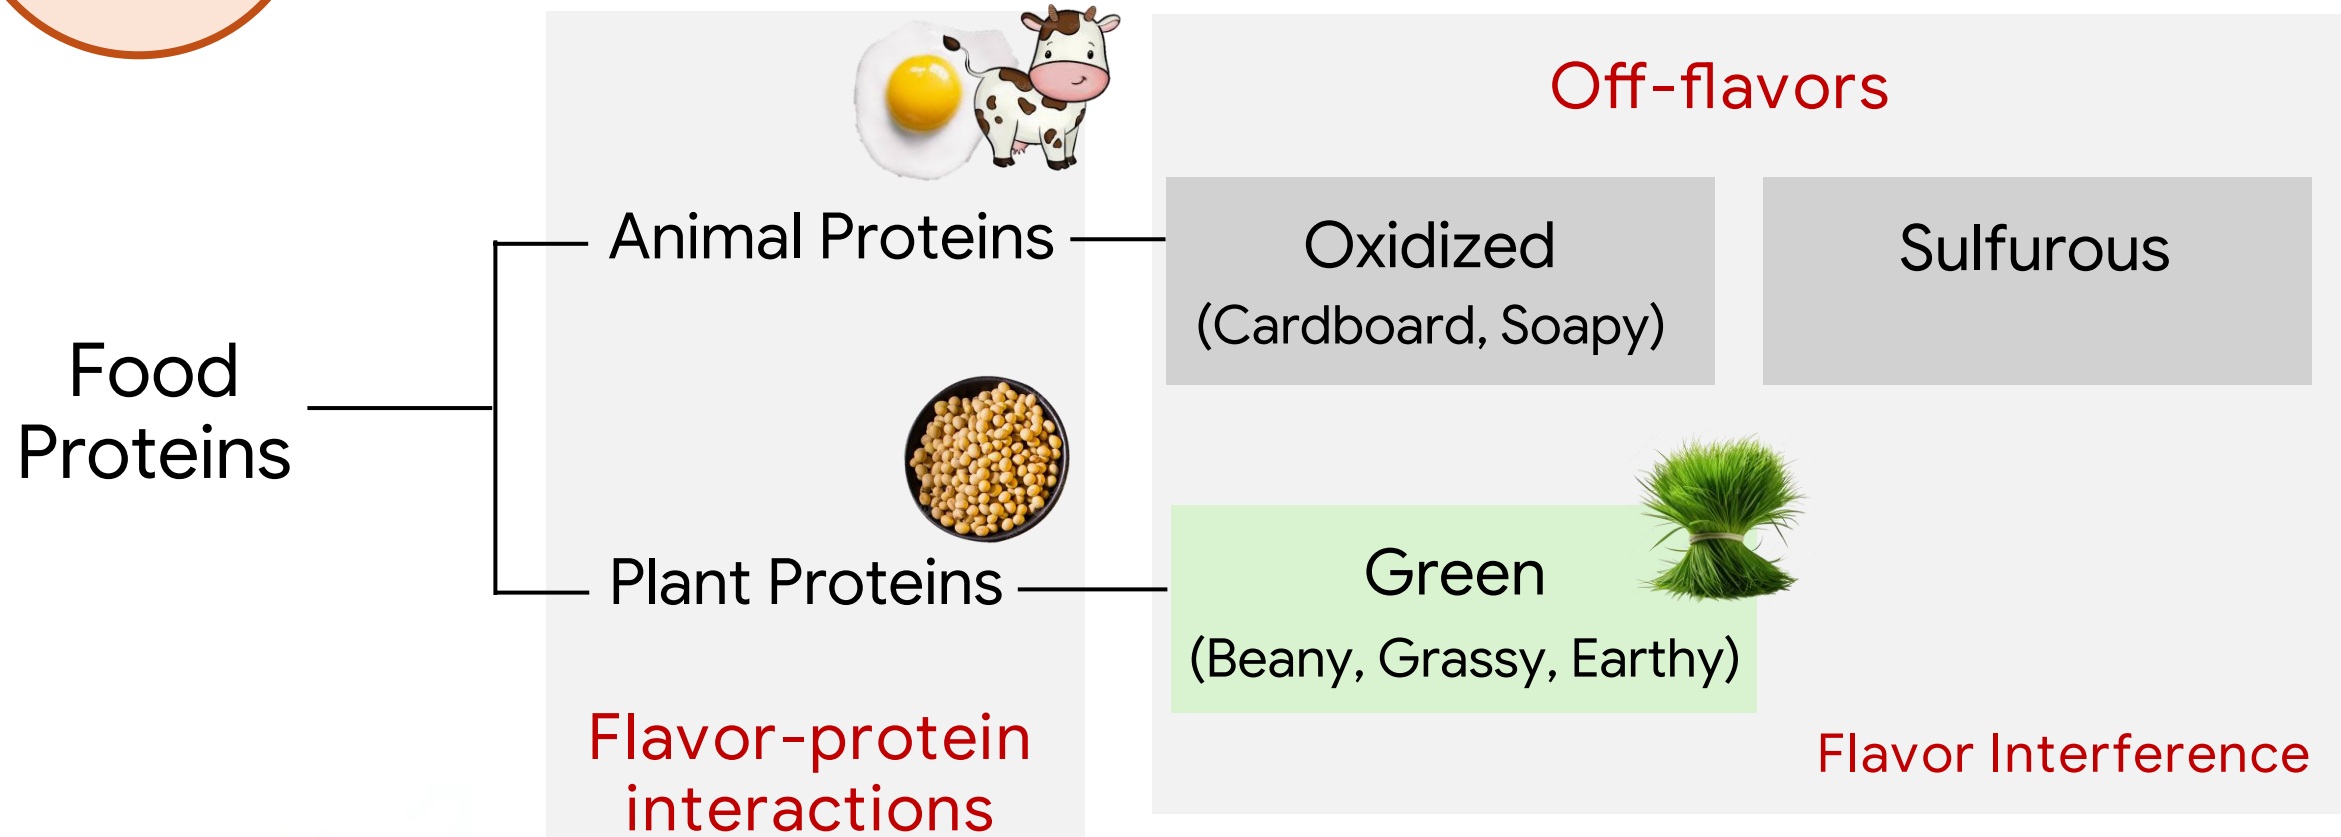 Off-flavors
Animal Proteins
Oxidized
(Cardboard, Soapy)
Sulfurous
Food
Proteins
Plant Proteins
Green
(Beany, Grassy, Earthy)
Flavor-protein
interactions
Flavor Interference